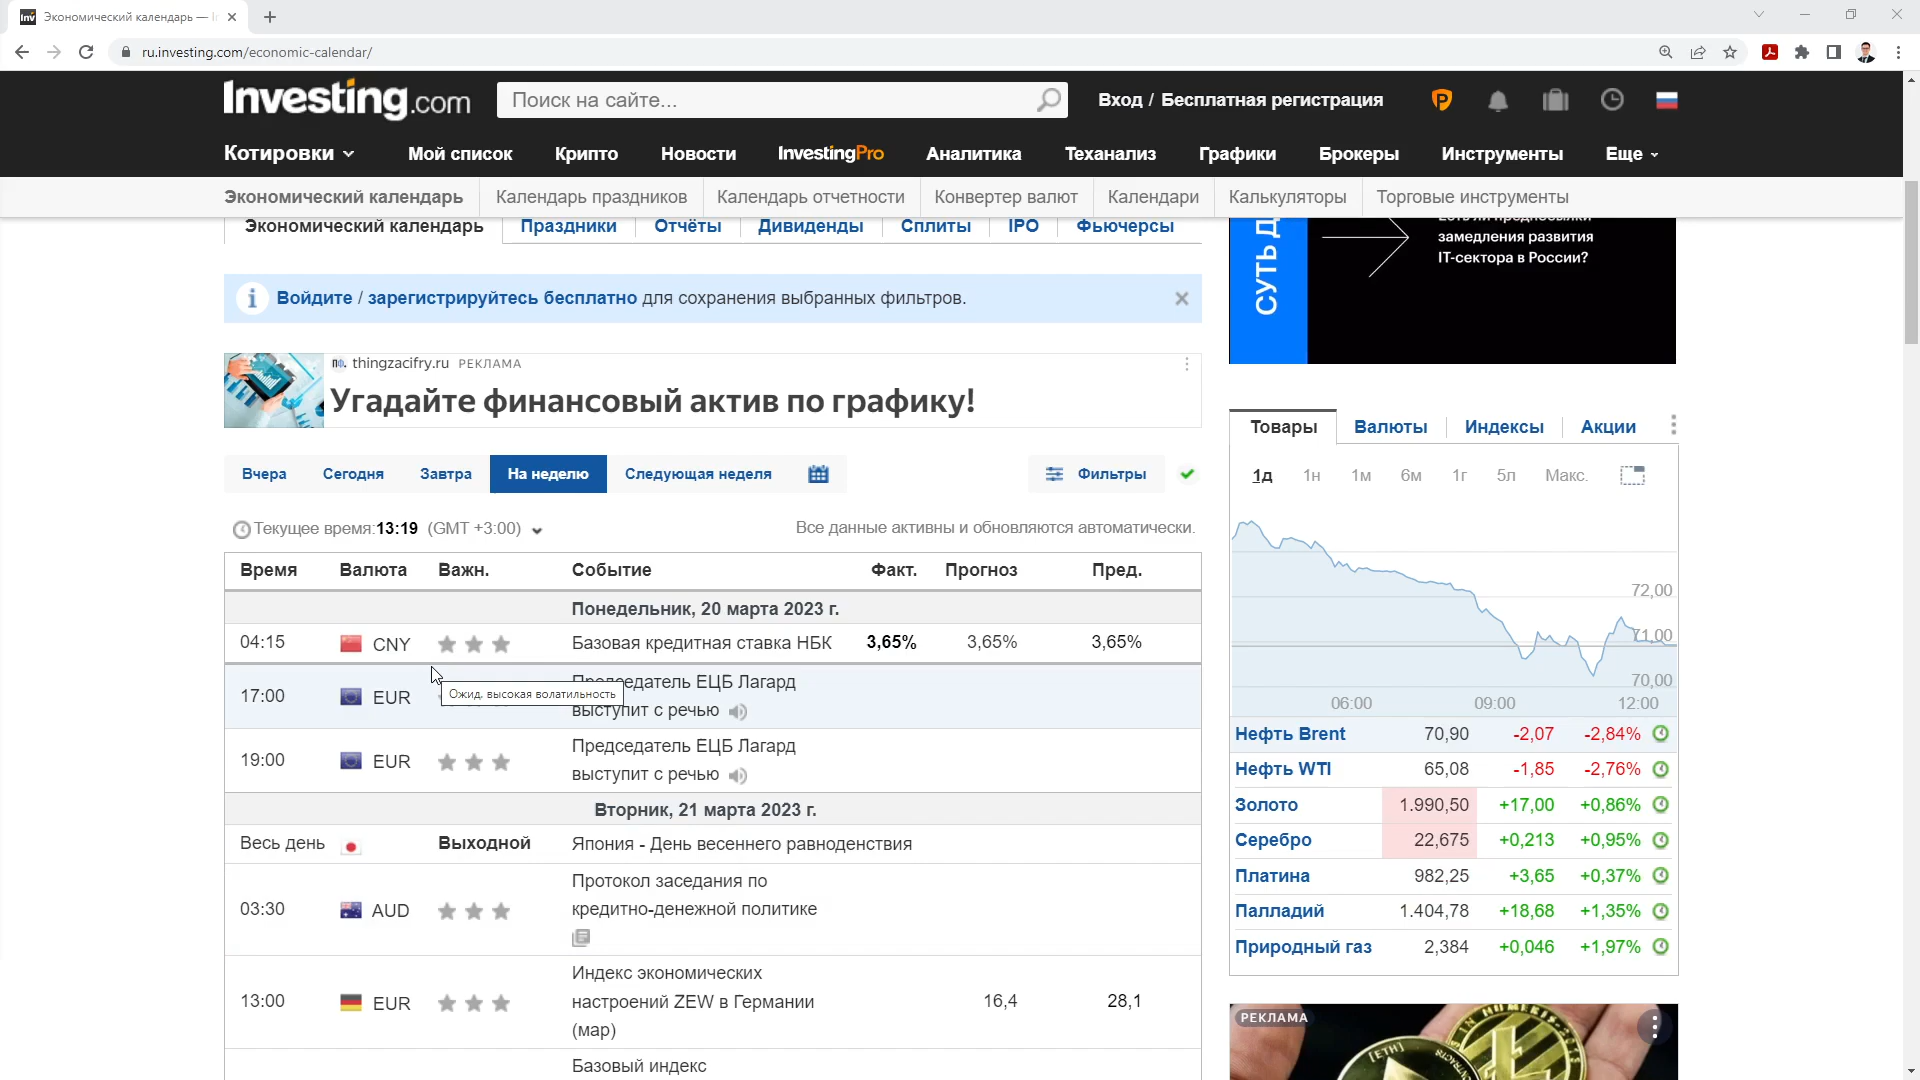 Экономический календарь —
ru.investing.com/economic-calendar/
Investing.com
Поиск на сайте...
Вход / Бесплатная регистрация
Котировки
Мой список
Крипто
Новости
InvestingPro
Аналитика
Теханализ
Графики
Брокеры
Инструменты
Еще
Экономический календарь
Календарь праздников
Календарь отчетности
Конвертер валют
Календари
Калькуляторы
Торговые инструменты
Экономический календарь
Праздники
Отчёты
Дивиденды
Сплиты
IPO
Фьючерсы
СУТЬ Д
замедления развития
IT-сектора в России?
Войдите / зарегистрируйтесь бесплатно для сохранения выбранных фильтров.
thingzacifry.ru РЕКЛАМА
Угадайте финансовый актив по графику!
Вчера
Сегодня
Завтра
На неделю
Следующая неделя
Фильтры
Текущее время:13:19 (GMT +3:00)
Все данные активны и обновляются автоматически.
Время Валюта Важн. Событие Факт. Прогноз Пред.
Понедельник, 20 марта 2023 г.
04:15 CNY Базовая кредитная ставка НБК 3,65% 3,65% 3,65%
17:00 EUR Председатель ЕЦБ Лагард
выступит с речью
Ожид. высокая волатильность
19:00 EUR Председатель ЕЦБ Лагард
выступит с речью
Вторник, 21 марта 2023 г.
Весь день Выходной Япония - День весеннего равноденствия
03:30 AUD Протокол заседания по
кредитно-денежной политике
13:00 EUR Индекс экономических
настроений ZEW в Германии
(мар) 16,4 28,1
Базовый индекс
Товары
Валюты
Индексы
Акции
1д 1н 1м 6м 1г 5л Макс.
72,00
71,00
70,00
06:00 09:00 12:00
Нефть Brent 70,90 -2,07 -2,84%
Нефть WTI 65,08 -1,85 -2,76%
Золото 1.990,50 +17,00 +0,86%
Серебро 22,675 +0,213 +0,95%
Платина 982,25 +3,65 +0,37%
Палладий 1.404,78 +18,68 +1,35%
Природный газ 2,384 +0,046 +1,97%
РЕКЛАМА
[ETH]